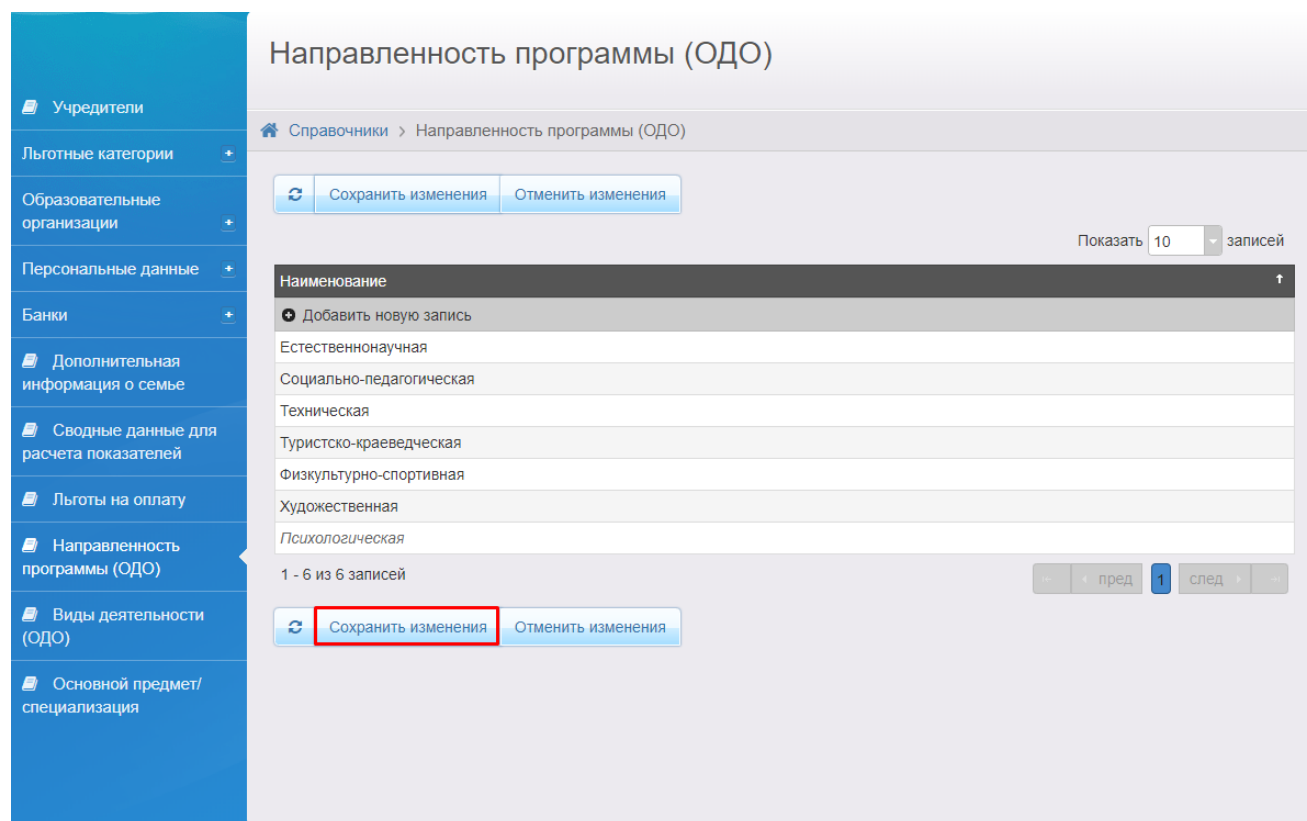 Направленность программы (ОДО)
Учредители
Льготные категории
Образовательные
организации
Персональные данные
Банки
Дополнительная
информация о семье
Сводные данные для
расчета показателей
Льготы на оплату
Направленность
программы (ОДО)
Виды деятельности
(ОДО)
Основной предмет/
специализация
Справочники > Направленность программы (ОДО)
Сохранить изменения Отменить изменения
Показать 10 записей
Наименование
Добавить новую запись
Естественнонаучная
Социально-педагогическая
Техническая
Туристско-краеведческая
Физкультурно-спортивная
Художественная
Психологическая
1 - 6 из 6 записей
пред 1 след
Сохранить изменения Отменить изменения